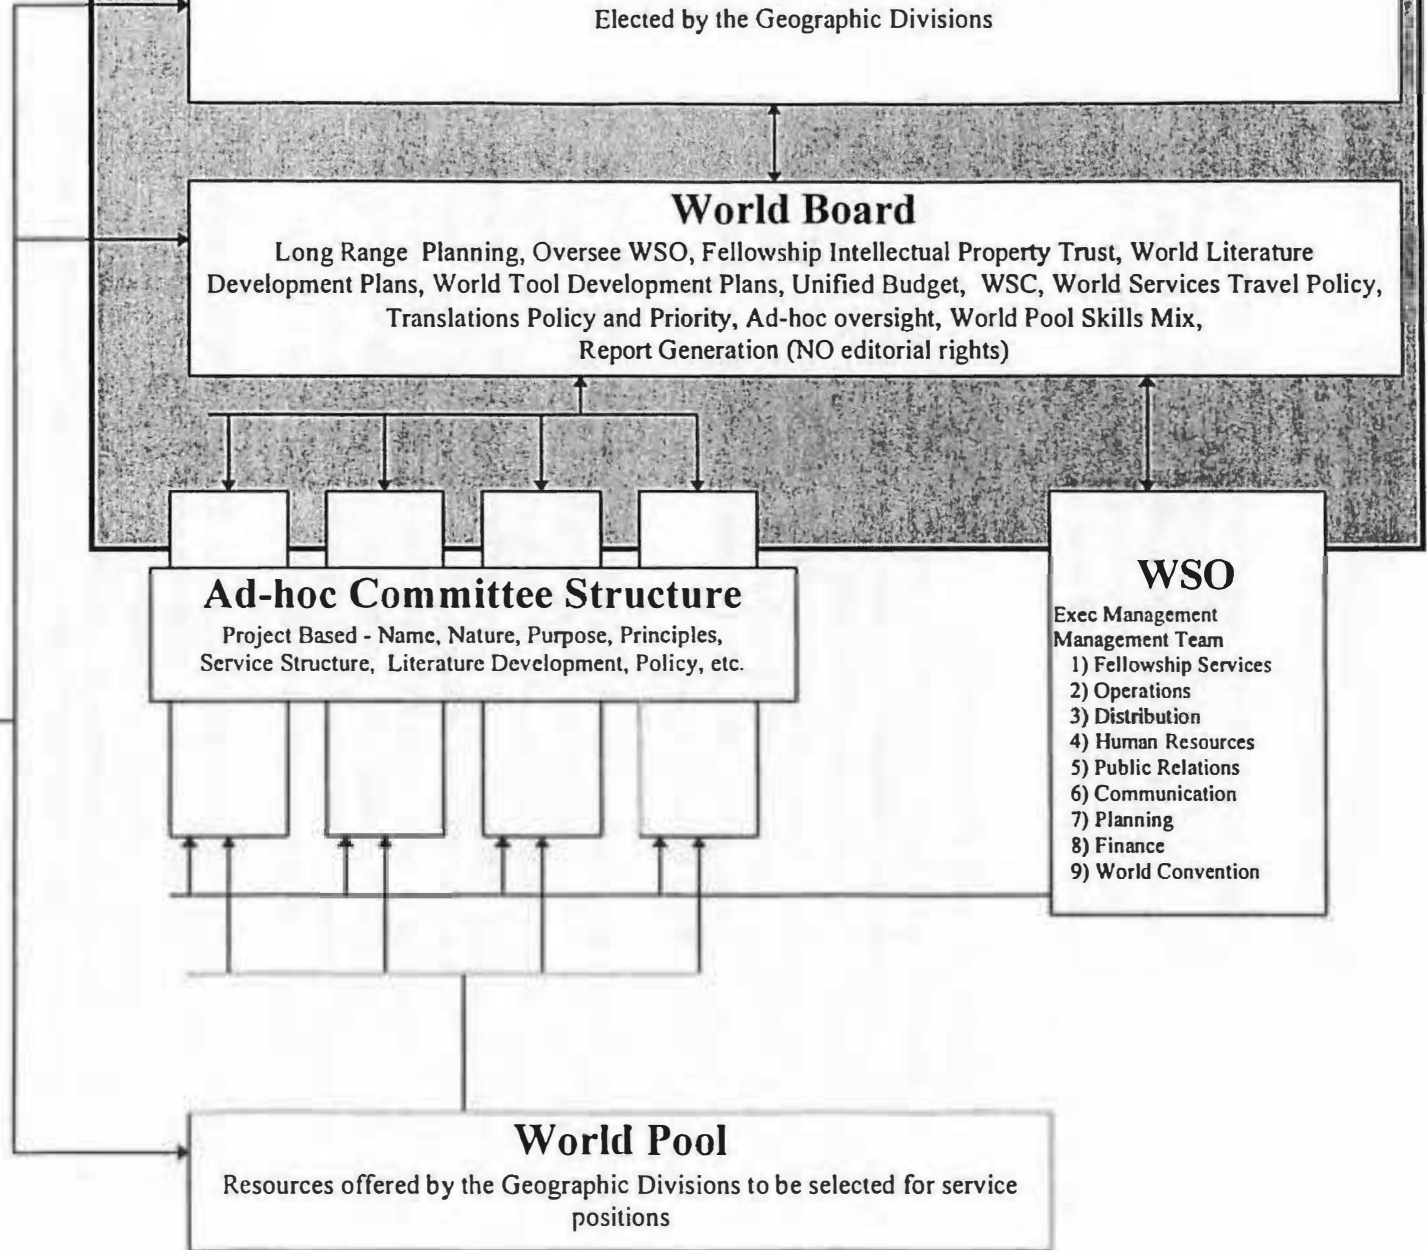 Elected by the Geographic Divisions
World Board
Long Range Planning, Oversee WSO, Fellowship Intellectual Property Trust, World Literature
Development Plans, World Tool Development Plans, Unified Budget, WSC, World Services Travel Policy,
Translations Policy and Priority, Ad-hoc oversight, World Pool Skills Mix,
Report Generation (NO editorial rights)
Ad-hoc Committee Structure
Project Based - Name, Nature, Purpose, Principles,
Service Structure, Literature Development, Policy, etc.
WSO
Exec Management
Management Team
1) Fellowship Services
2) Operations
3) Distribution
4) Human Resources
5) Public Relations
6) Communication
7) Planning
8) Finance
9) World Convention
World Pool
Resources offered by the Geographic Divisions to be selected for service
positions